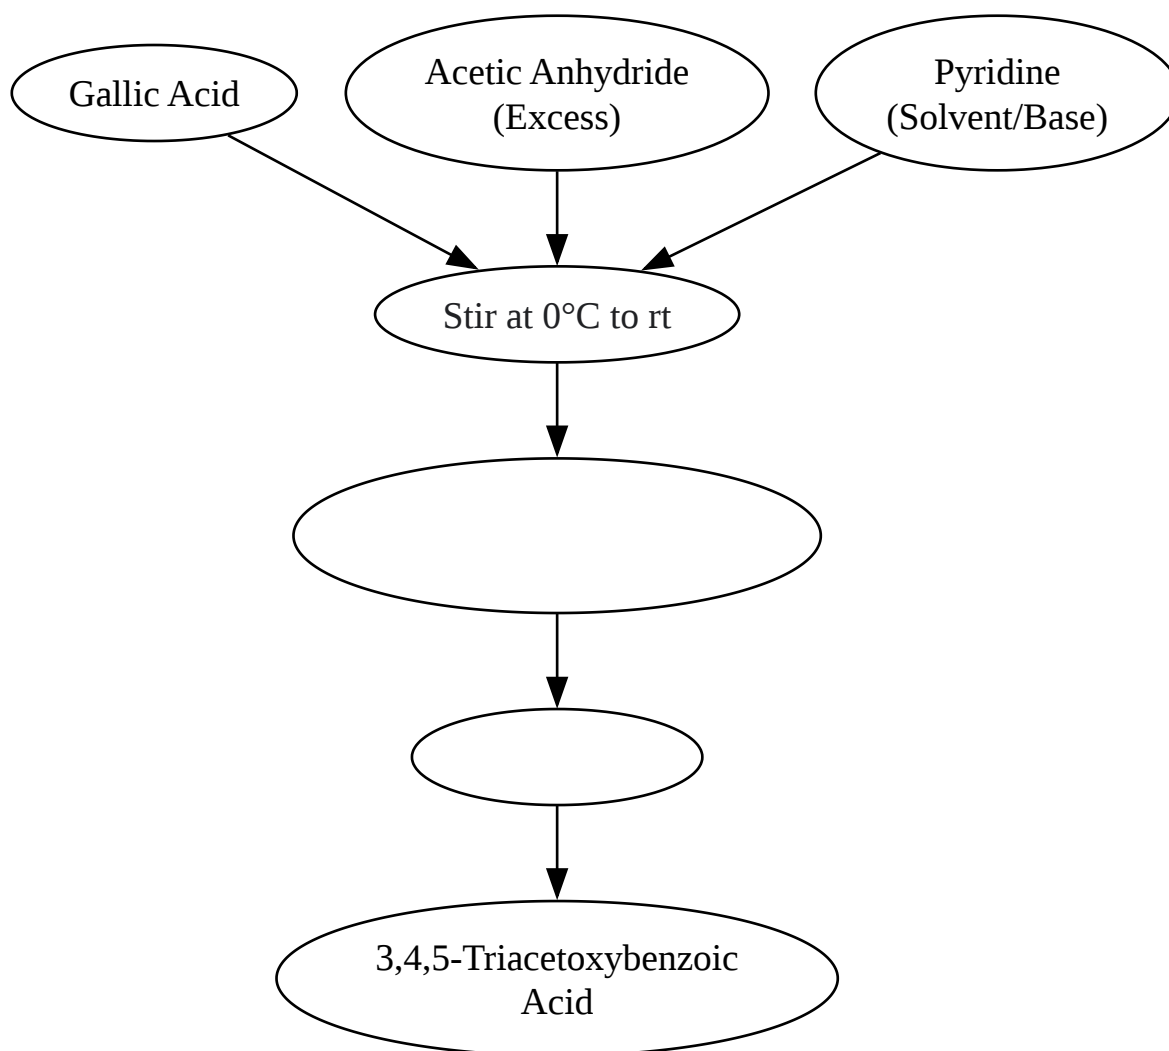 Gallic Acid
Acetic Anhydride
(Excess)
Pyridine
(Solvent/Base)
Stir at 0°C to rt
3,4,5-Triacetoxybenzoic
Acid